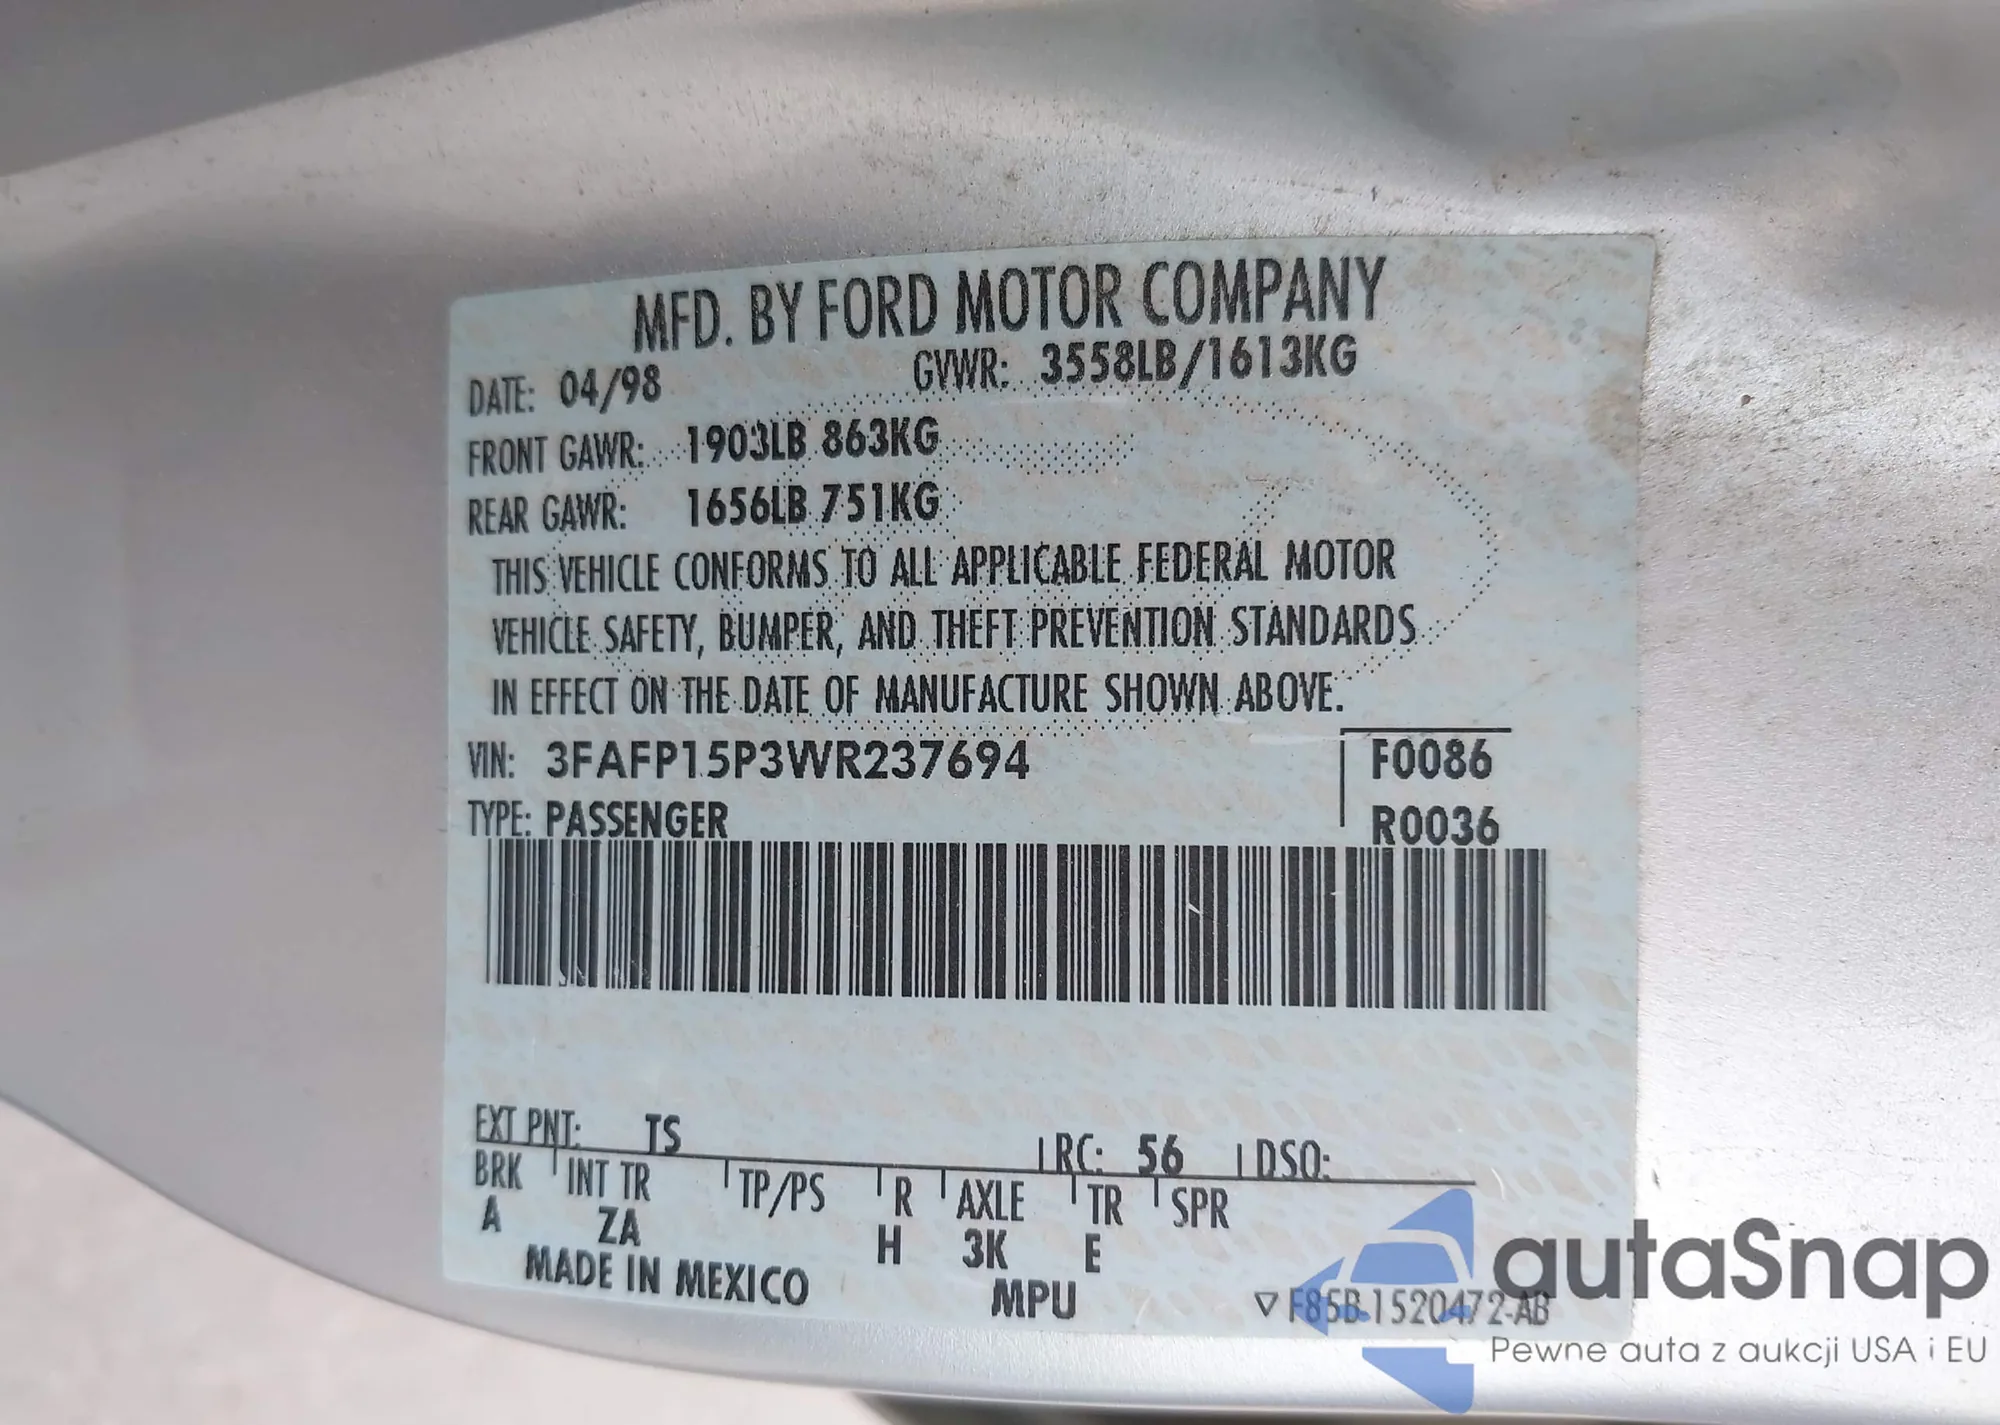 MFD. BY FORD MOTOR COMPANY
DATE: 04/98 GVWR: 3558LB/1613KG
FRONT GAWR: 1903LB 863KG
REAR GAWR: 1656LB 751KG
THIS VEHICLE CONFORMS TO ALL APPLICABLE FEDERAL MOTOR
VEHICLE SAFETY, BUMPER, AND THEFT PREVENTION STANDARDS
IN EFFECT ON THE DATE OF MANUFACTURE SHOWN ABOVE.
VIN: 3FAFP15P3WR237694 F0086
TYPE: PASSENGER R0036
EXT PNT: TS RC: 56 DSO:
BRK INT TR TP/PS R AXLE TR SPR
A ZA H 3K E
MADE IN MEXICO MPU
▽ F85B-1520472-AB
autaSnap
Pewne auta z aukcji USA i EU